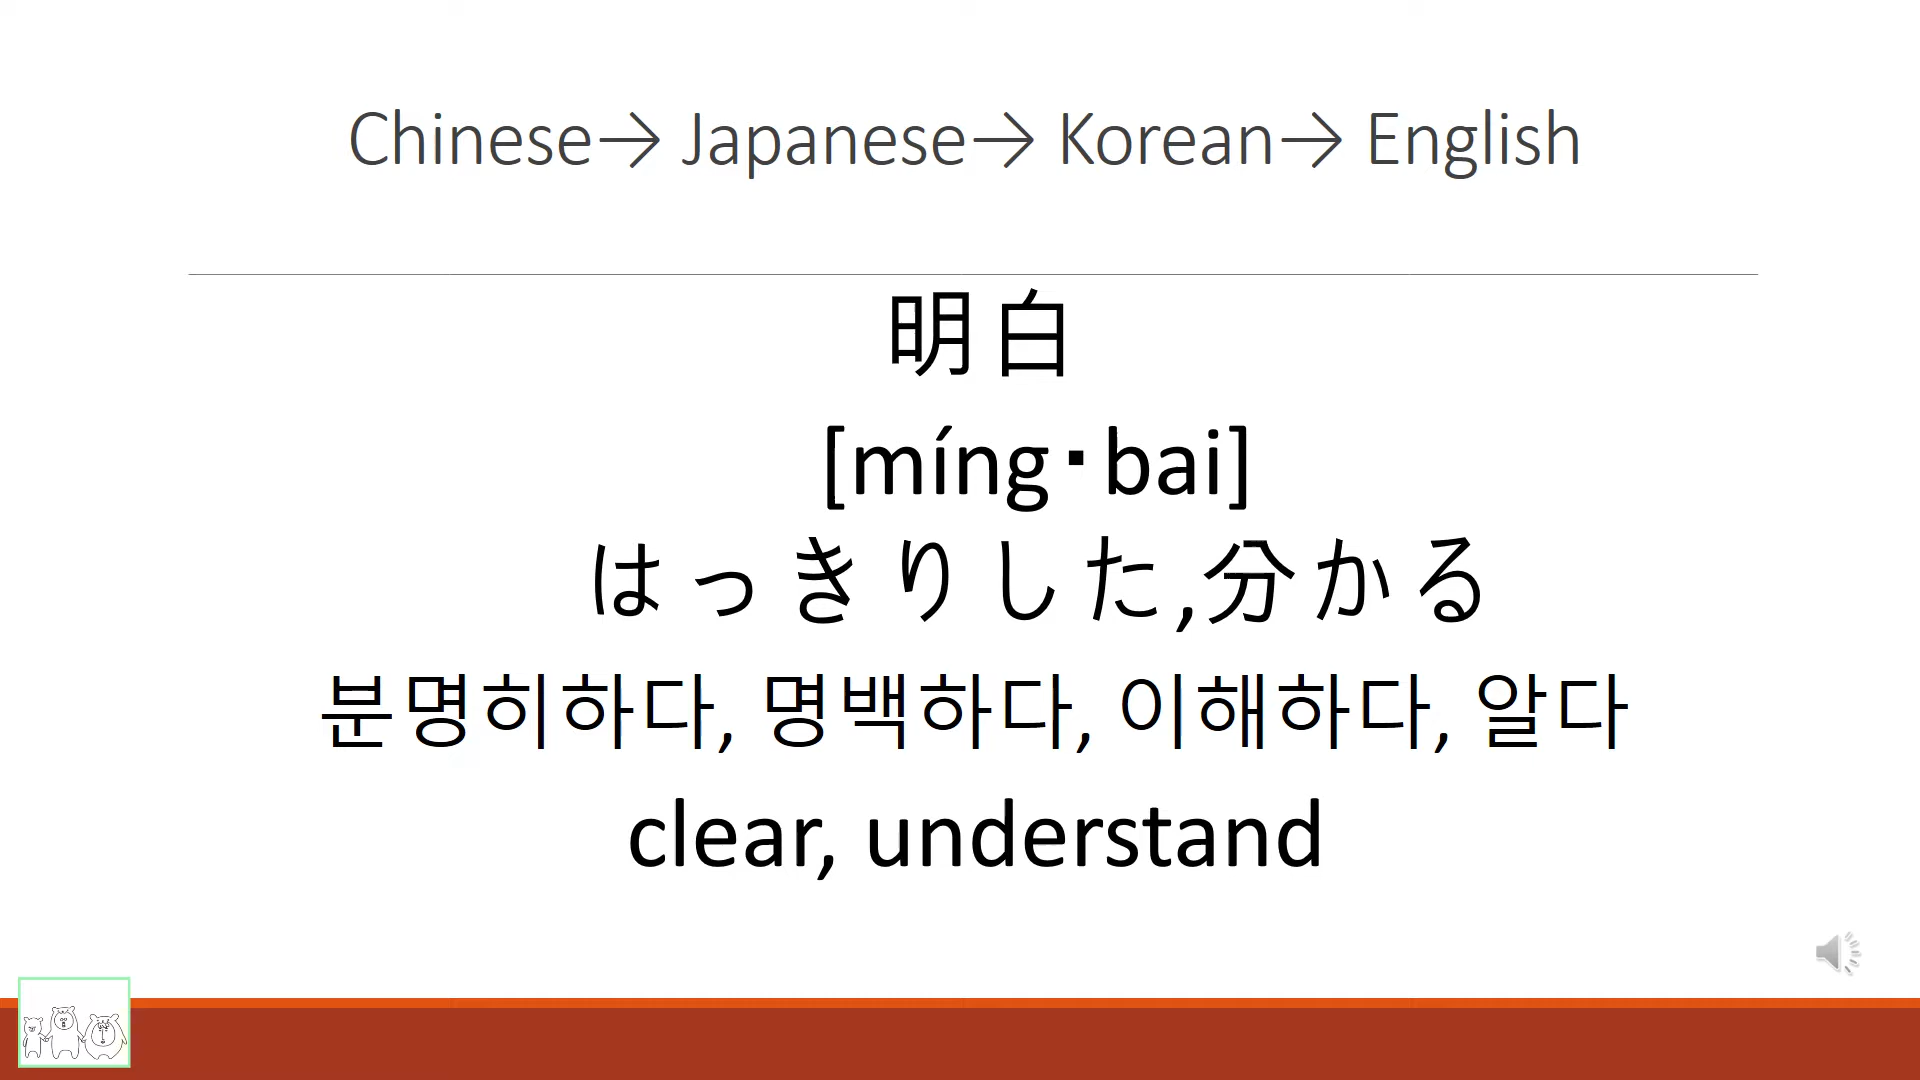 Chinese→ Japanese→ Korean→ English
明白
[míng･bai]
はっきりした,分かる
분명히하다, 명백하다, 이해하다, 알다
clear, understand